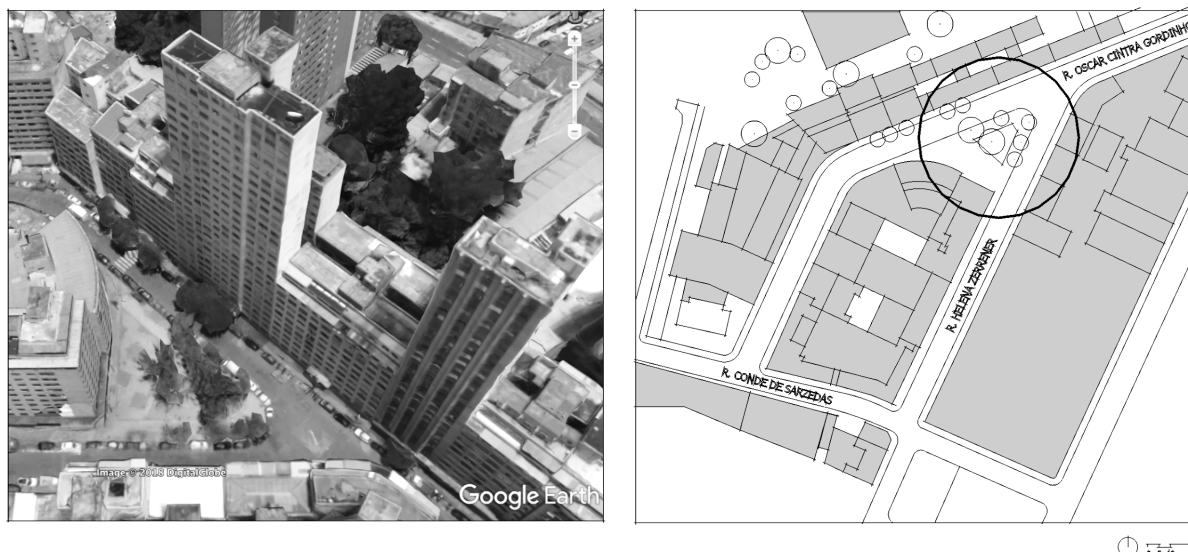 Image © 2018 DigitalGlobe
Google Earth
R. OSCAR CINTRA GORDINHO
R. HELENA ZERRENER
R. CONDE DE SARZEDAS